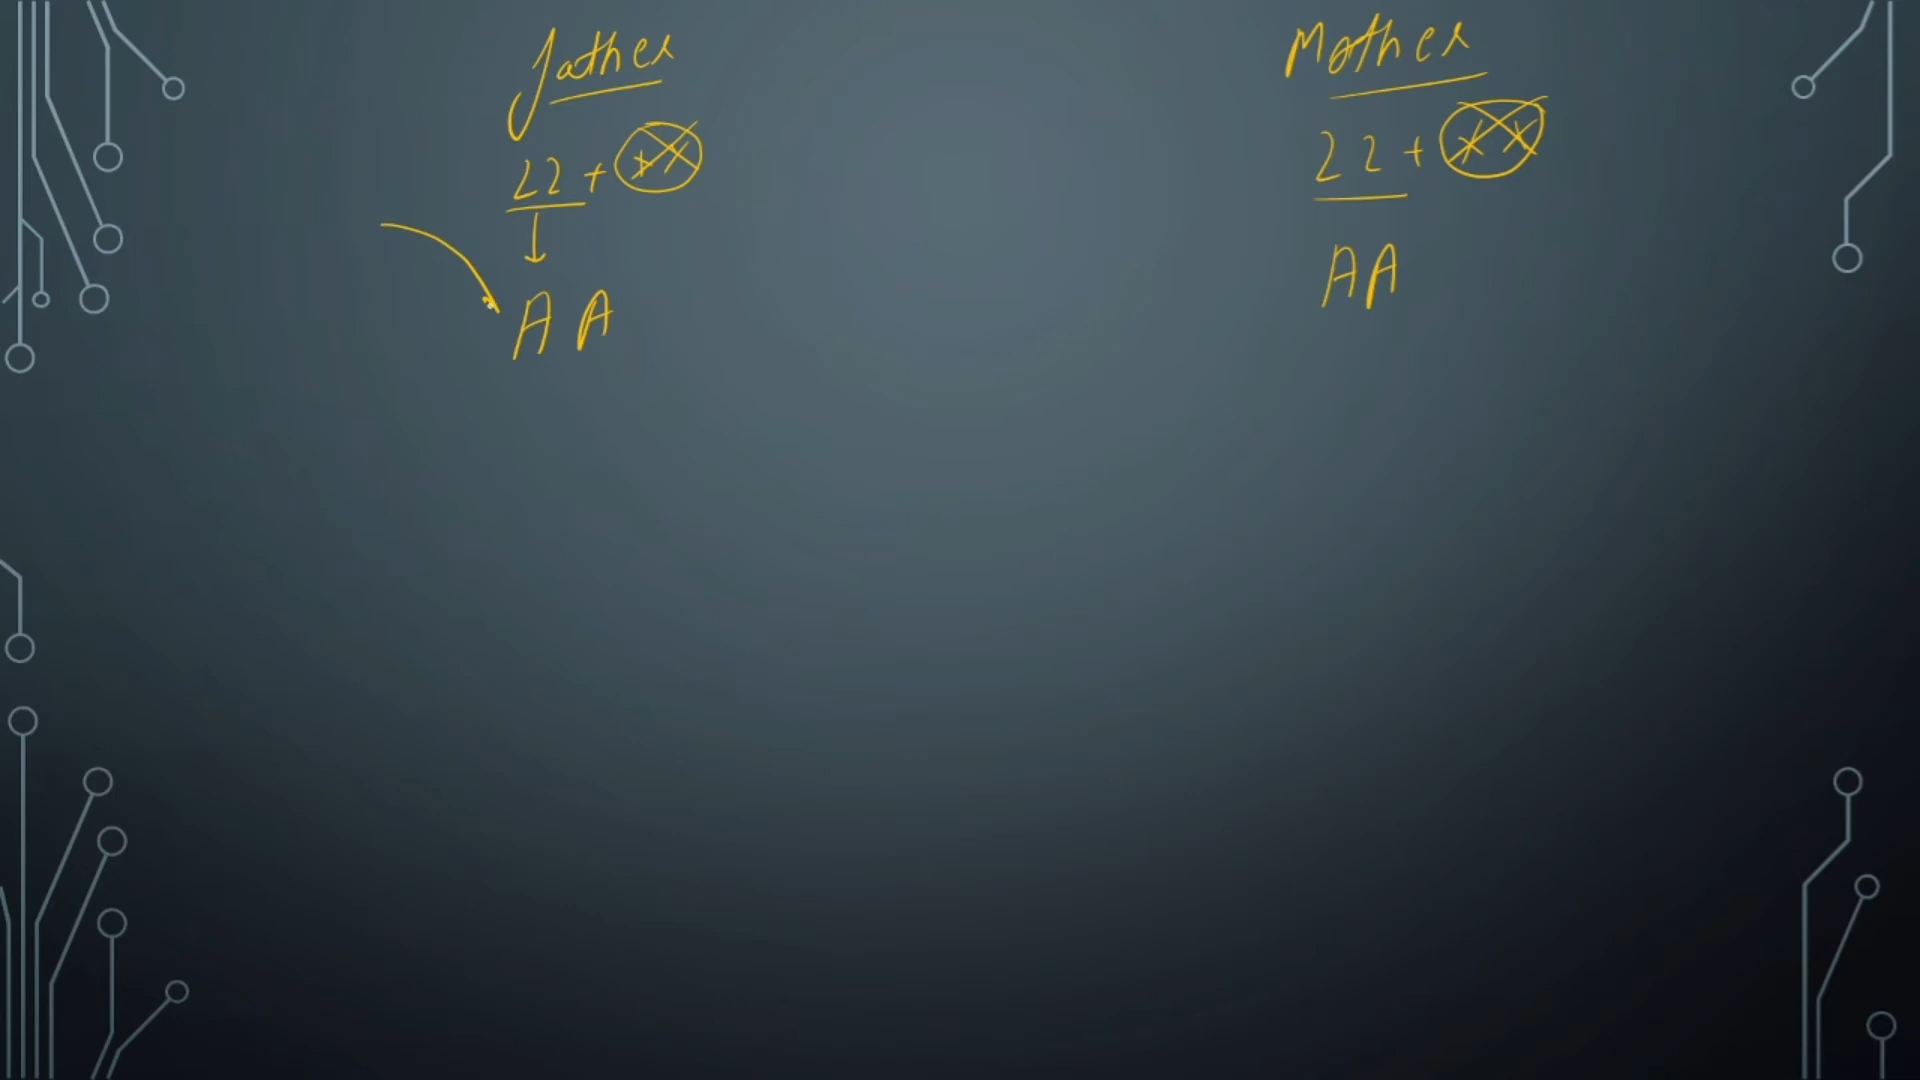 Father
22 + XY
AA
Mother
22 + XX
AA